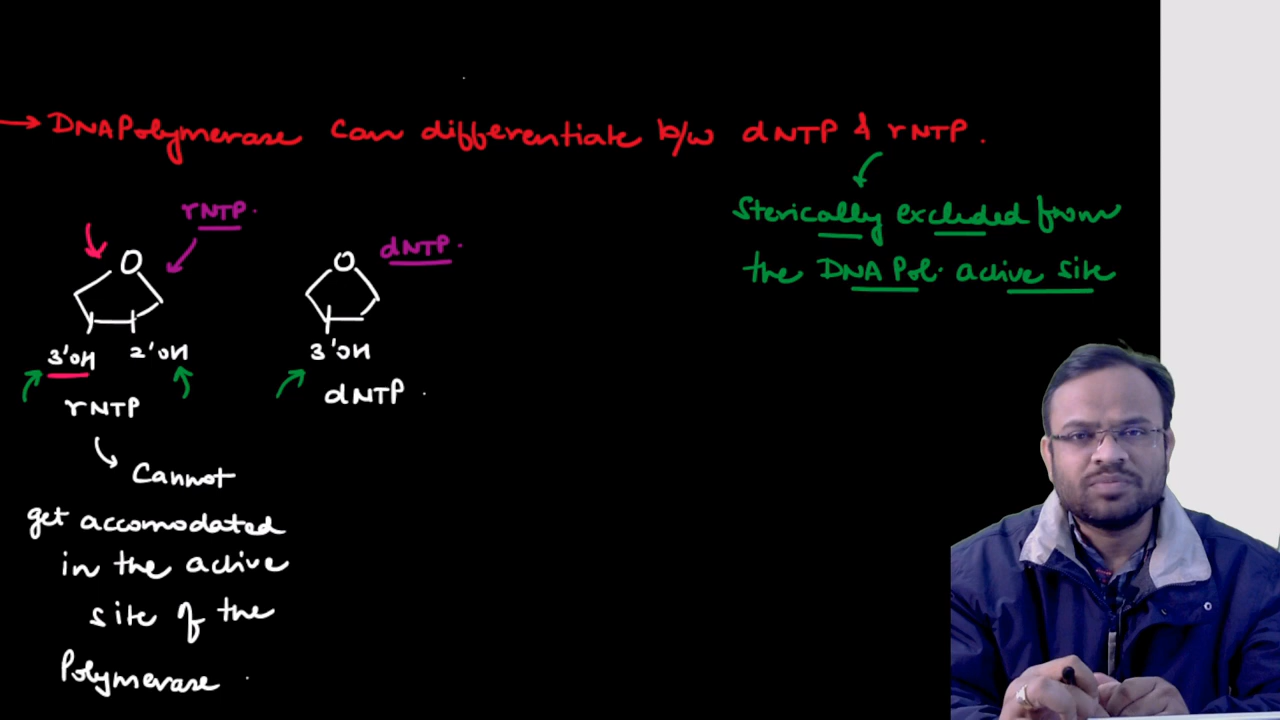 → DNA Polymerase can differentiate b/w dNTP & rNTP.
Sterically excluded from
the DNA Pol. active site
rNTP.
O
3'OH 2'OH
rNTP
Cannot
get accomodated
in the active
site of the
Polymerase.
dNTP.
O
3'OH
dNTP.